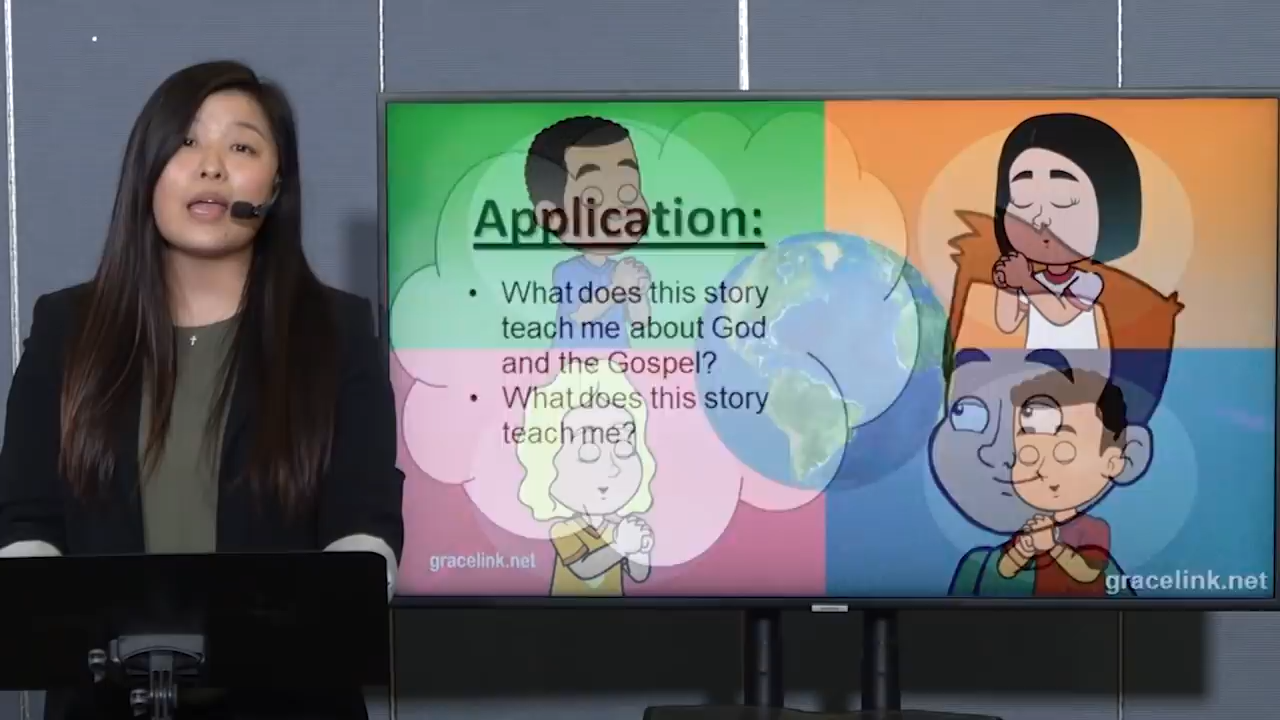 Application:
• What does this story
teach me about God
and the Gospel?
• What does this story
teach me?
gracelink.net
gracelink.net